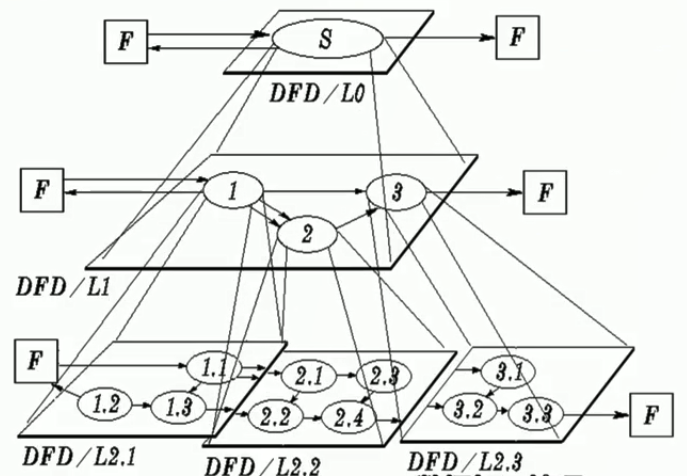 F
S
F
DFD/L0
F
1
3
F
2
DFD/L1
F
1.1
2.1
2.3
3.1
1.2
1.3
2.2
2.4
3.2
3.3
F
DFD/L2.1
DFD/L2.2
DFD/L2.3